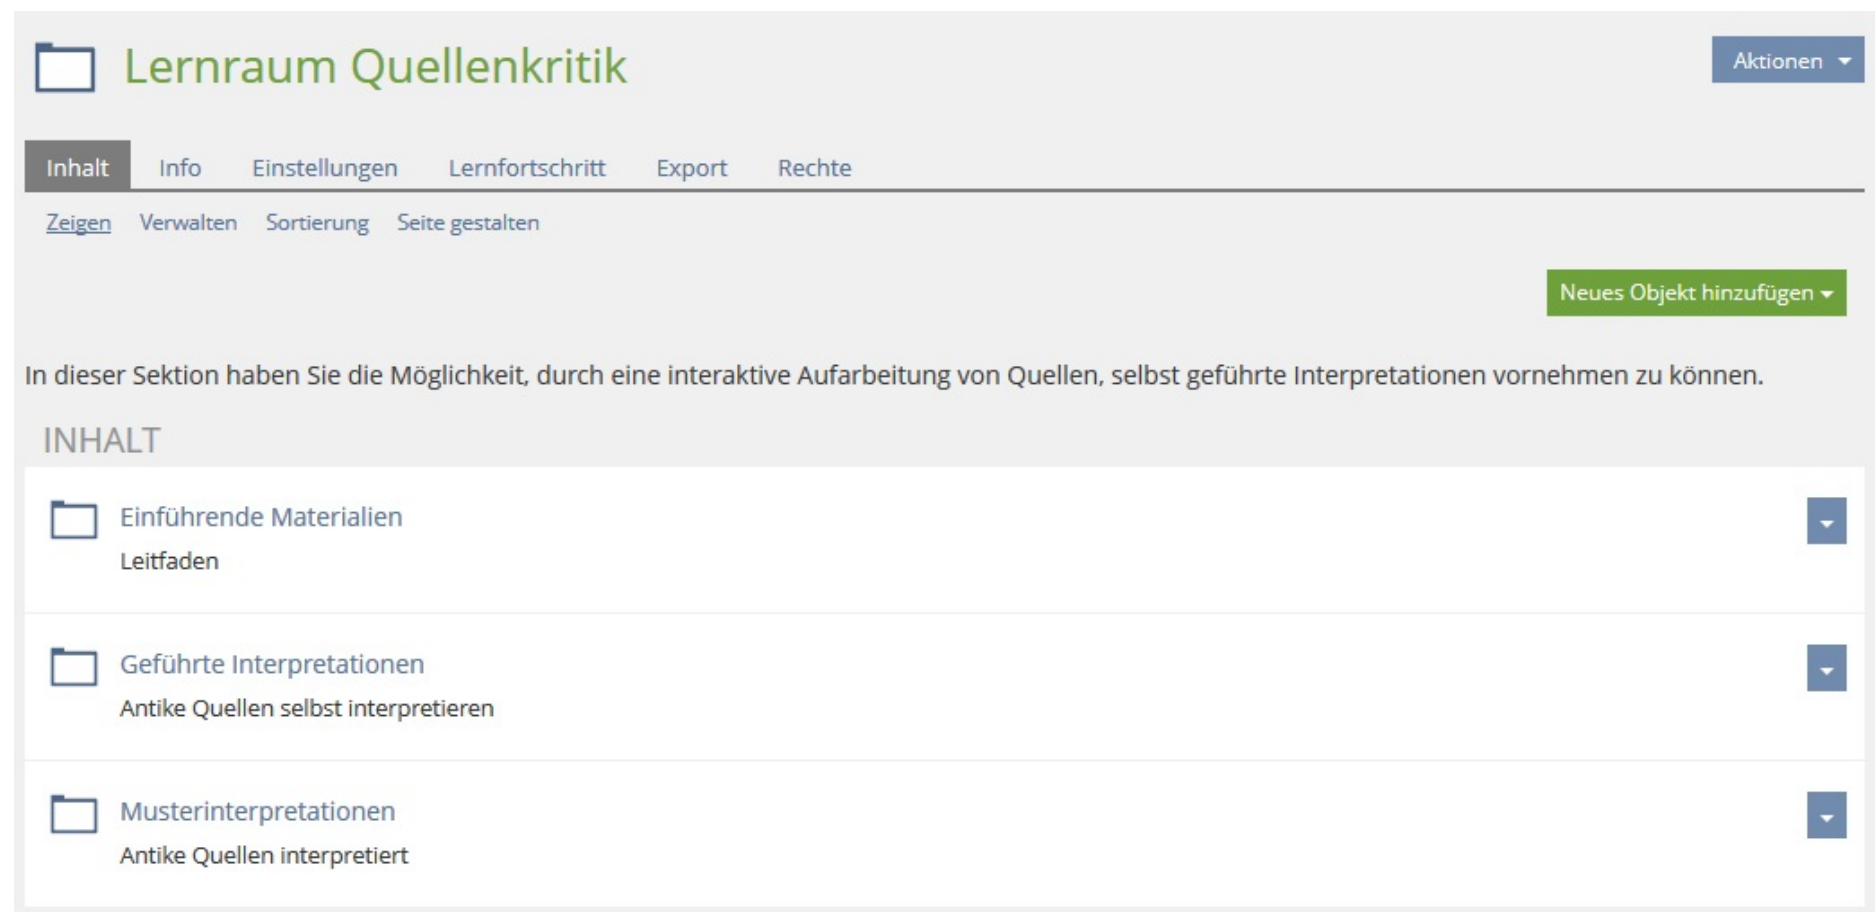 Lernraum Quellenkritik
Aktionen
Inhalt Info Einstellungen Lernfortschritt Export Rechte
Zeigen Verwalten Sortierung Seite gestalten
Neues Objekt hinzufügen
In dieser Sektion haben Sie die Möglichkeit, durch eine interaktive Aufarbeitung von Quellen, selbst geführte Interpretationen vornehmen zu können.
INHALT
Einführende Materialien
Leitfaden
Geführte Interpretationen
Antike Quellen selbst interpretieren
Musterinterpretationen
Antike Quellen interpretiert